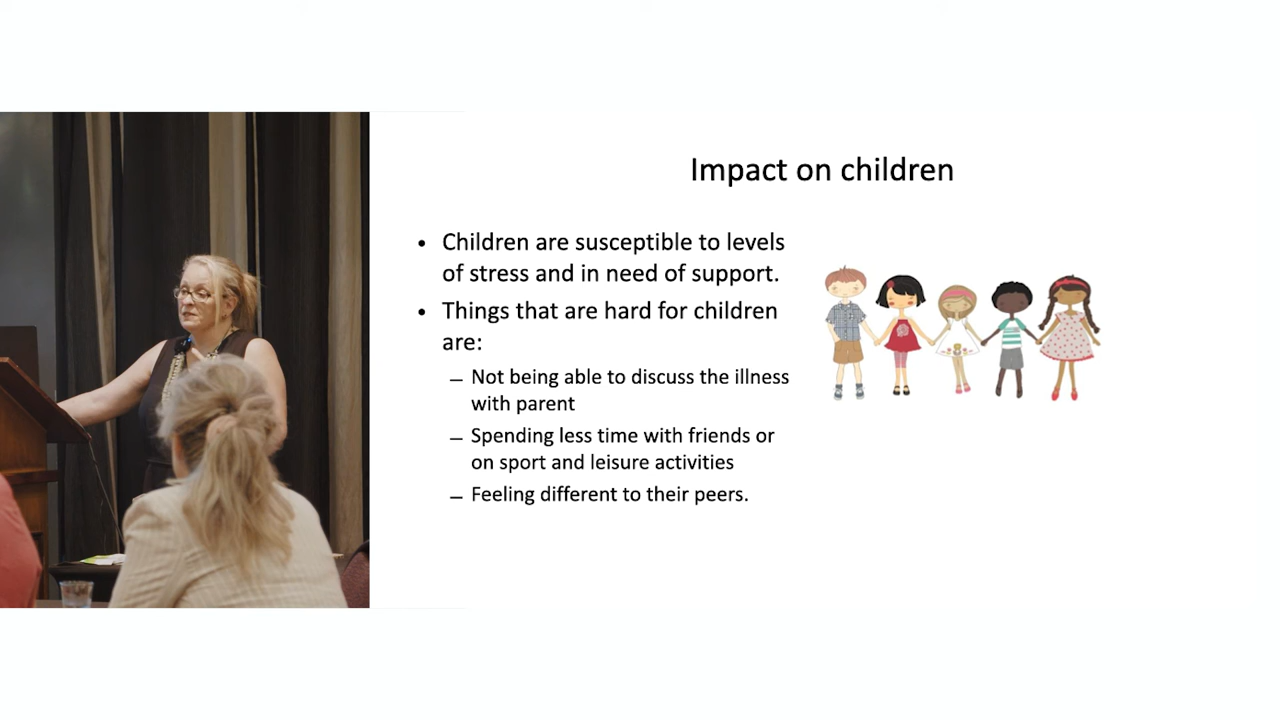 Impact on children
• Children are susceptible to levels
of stress and in need of support.
• Things that are hard for children
are:
– Not being able to discuss the illness
with parent
– Spending less time with friends or
on sport and leisure activities
– Feeling different to their peers.